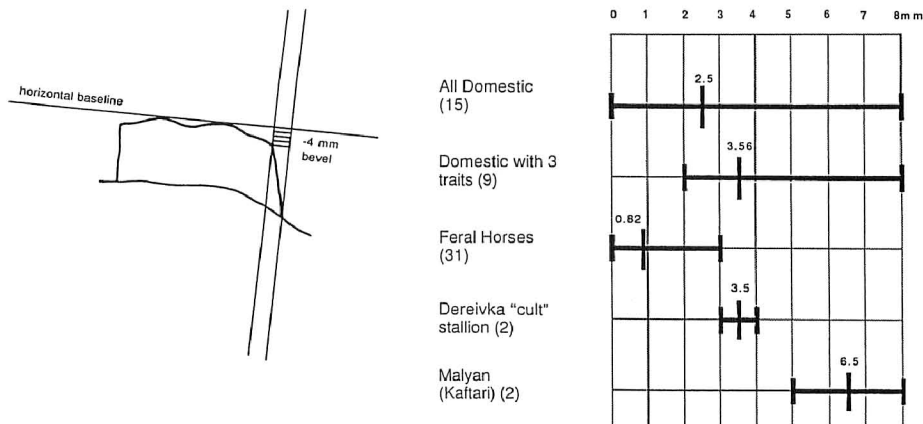 horizontal baseline
-4 mm
bevel
0 1 2 3 4 5 6 7 8mm
All Domestic
(15)
2.5
Domestic with 3
traits (9)
3.56
Feral Horses
(31)
0.82
Dereivka "cult"
stallion (2)
3.5
Malyan
(Kaftari) (2)
6.5